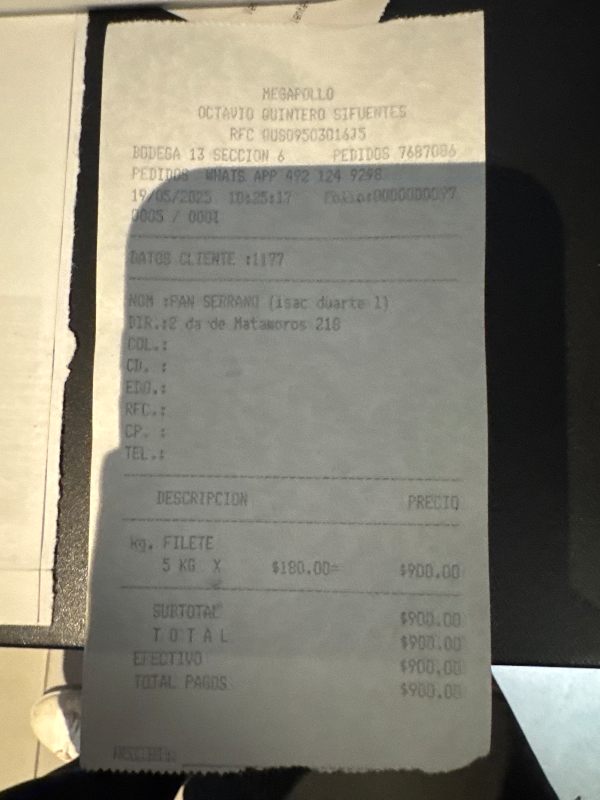 MEGAPOLLO
OCTAVIO QUINTERO SIFUENTES
RFC QUSO950301635
BODEGA 13 SECCION 6 PEDIDOS 7687086
PEDIDOS WHATS APP 492 124 9298
19/05/2025 10:25:17 Folio:0000000097
0005 / 0001
DATOS CLIENTE :1177
NOM :PAN SERRANO (isac duarte 1)
DIR.:2 da de Matamoros 218
COL.:
CD. :
EDO.:
RFC.:
CP. :
TEL.:
DESCRIPCION PRECIO
kg. FILETE
5 KG X $180.00= $900.00
SUBTOTAL $900.00
T O T A L $900.00
EFECTIVO $900.00
TOTAL PAGOS $900.00